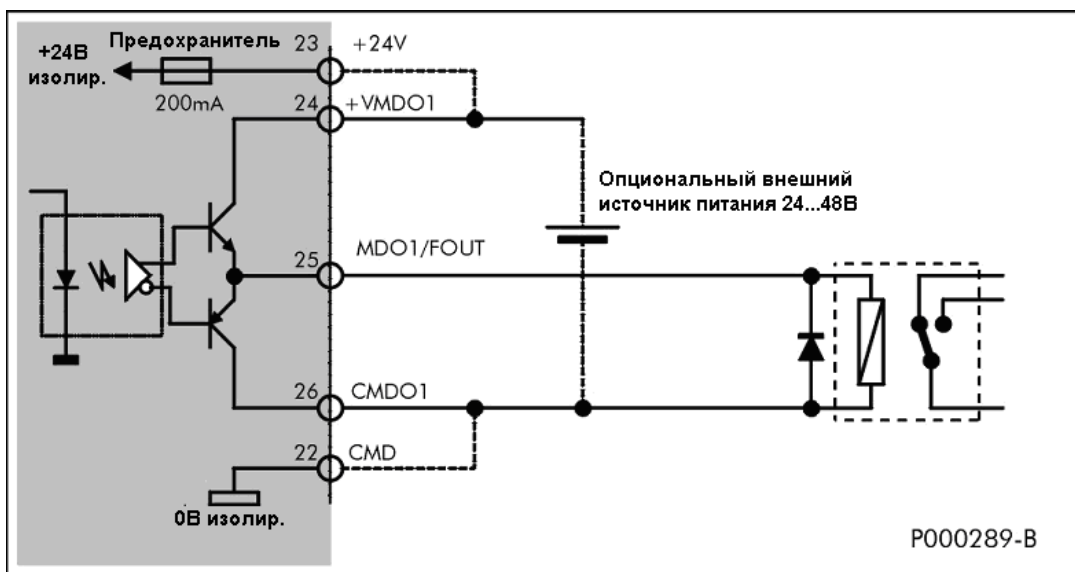 +24В
изолир.
Предохранитель
200mA
23
+24V
24
+VMDO1
Опциональный внешний
источник питания 24...48В
25
MDO1/FOUT
26
CMDO1
22
CMD
0В изолир.
P000289-B